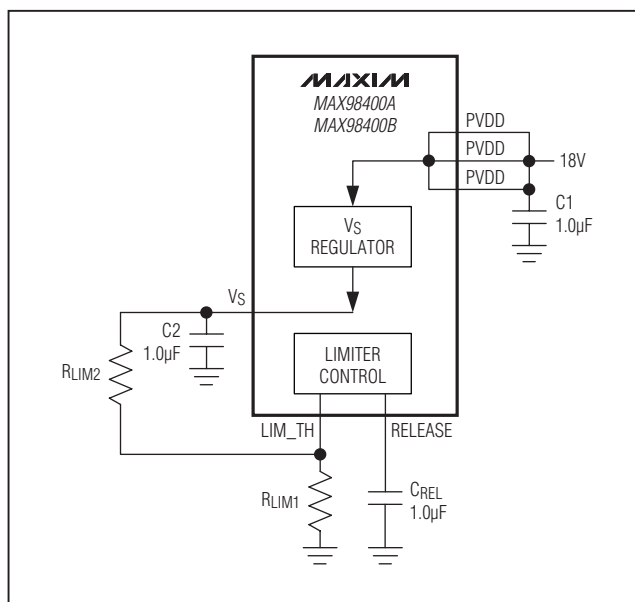 MAXIM
MAX98400A
MAX98400B
PVDD
PVDD
18V
PVDD
C1
1.0µF
VS
REGULATOR
VS
C2
1.0µF
LIMITER
CONTROL
RLIM2
LIM_TH
RELEASE
RLIM1
CREL
1.0µF